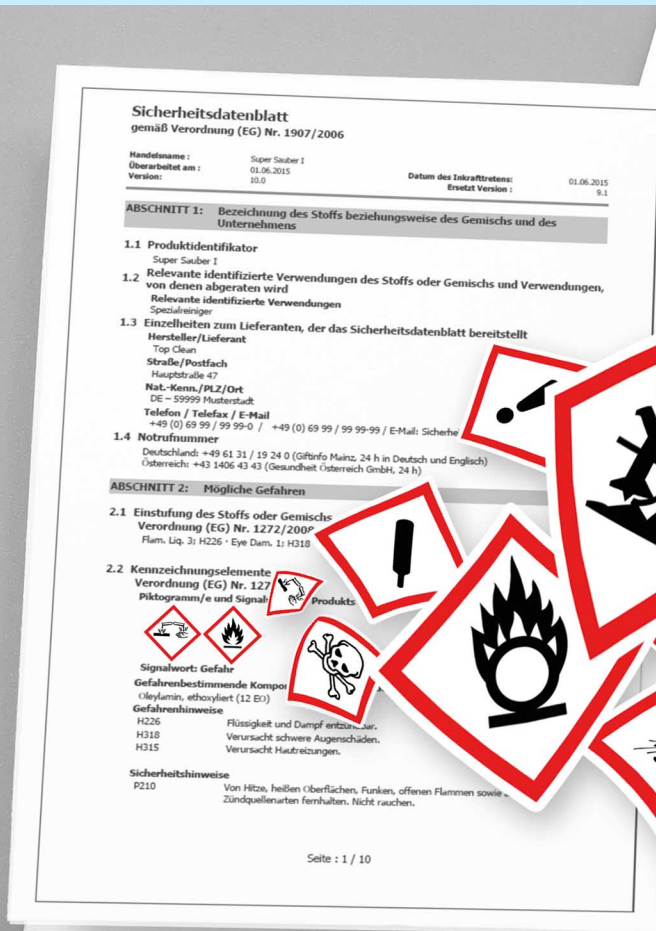 Sicherheitsdatenblatt
gemäß Verordnung (EG) Nr. 1907/2006
Handelsname : Super Sauber I
Überarbeitet am : 01.06.2015 Datum des Inkrafttretens: 01.06.2015
Version: 10.0 Ersetzt Version : 9.1
ABSCHNITT 1: Bezeichnung des Stoffs beziehungsweise des Gemischs und des
Unternehmens
1.1 Produktidentifikator
Super Sauber I
1.2 Relevante identifizierte Verwendungen des Stoffs oder Gemischs und Verwendungen,
von denen abgeraten wird
Relevante identifizierte Verwendungen
Spezialreiniger
1.3 Einzelheiten zum Lieferanten, der das Sicherheitsdatenblatt bereitstellt
Hersteller/Lieferant
Top Clean
Straße/Postfach
Hauptstraße 47
Nat.-Kenn./PLZ/Ort
DE – 59999 Musterstadt
Telefon / Telefax / E-Mail
+49 (0) 69 99 / 99 99-0 / +49 (0) 69 99 / 99 99-99 / E-Mail: Sicherhe
1.4 Notrufnummer
Deutschland: +49 61 31 / 19 24 0 (Giftinfo Mainz, 24 h in Deutsch und Englisch)
Österreich: +43 1406 43 43 (Gesundheit Österreich GmbH, 24 h)
ABSCHNITT 2: Mögliche Gefahren
2.1 Einstufung des Stoffs oder Gemischs
Verordnung (EG) Nr. 1272/2008
Flam. Liq. 3; H226 · Eye Dam. 1; H318
2.2 Kennzeichnungselemente
Verordnung (EG) Nr. 127
Piktogramm/e und Signal Produkts
Signalwort: Gefahr
Gefahrenbestimmende Kompo
Oleylamin, ethoxyliert (12 EO)
Gefahrenhinweise
H226 Flüssigkeit und Dampf entzündbar.
H318 Verursacht schwere Augenschäden.
H315 Verursacht Hautreizungen.
Sicherheitshinweise
P210 Von Hitze, heißen Oberflächen, Funken, offenen Flammen sowie
Zündquellenarten fernhalten. Nicht rauchen.
Seite : 1 / 10